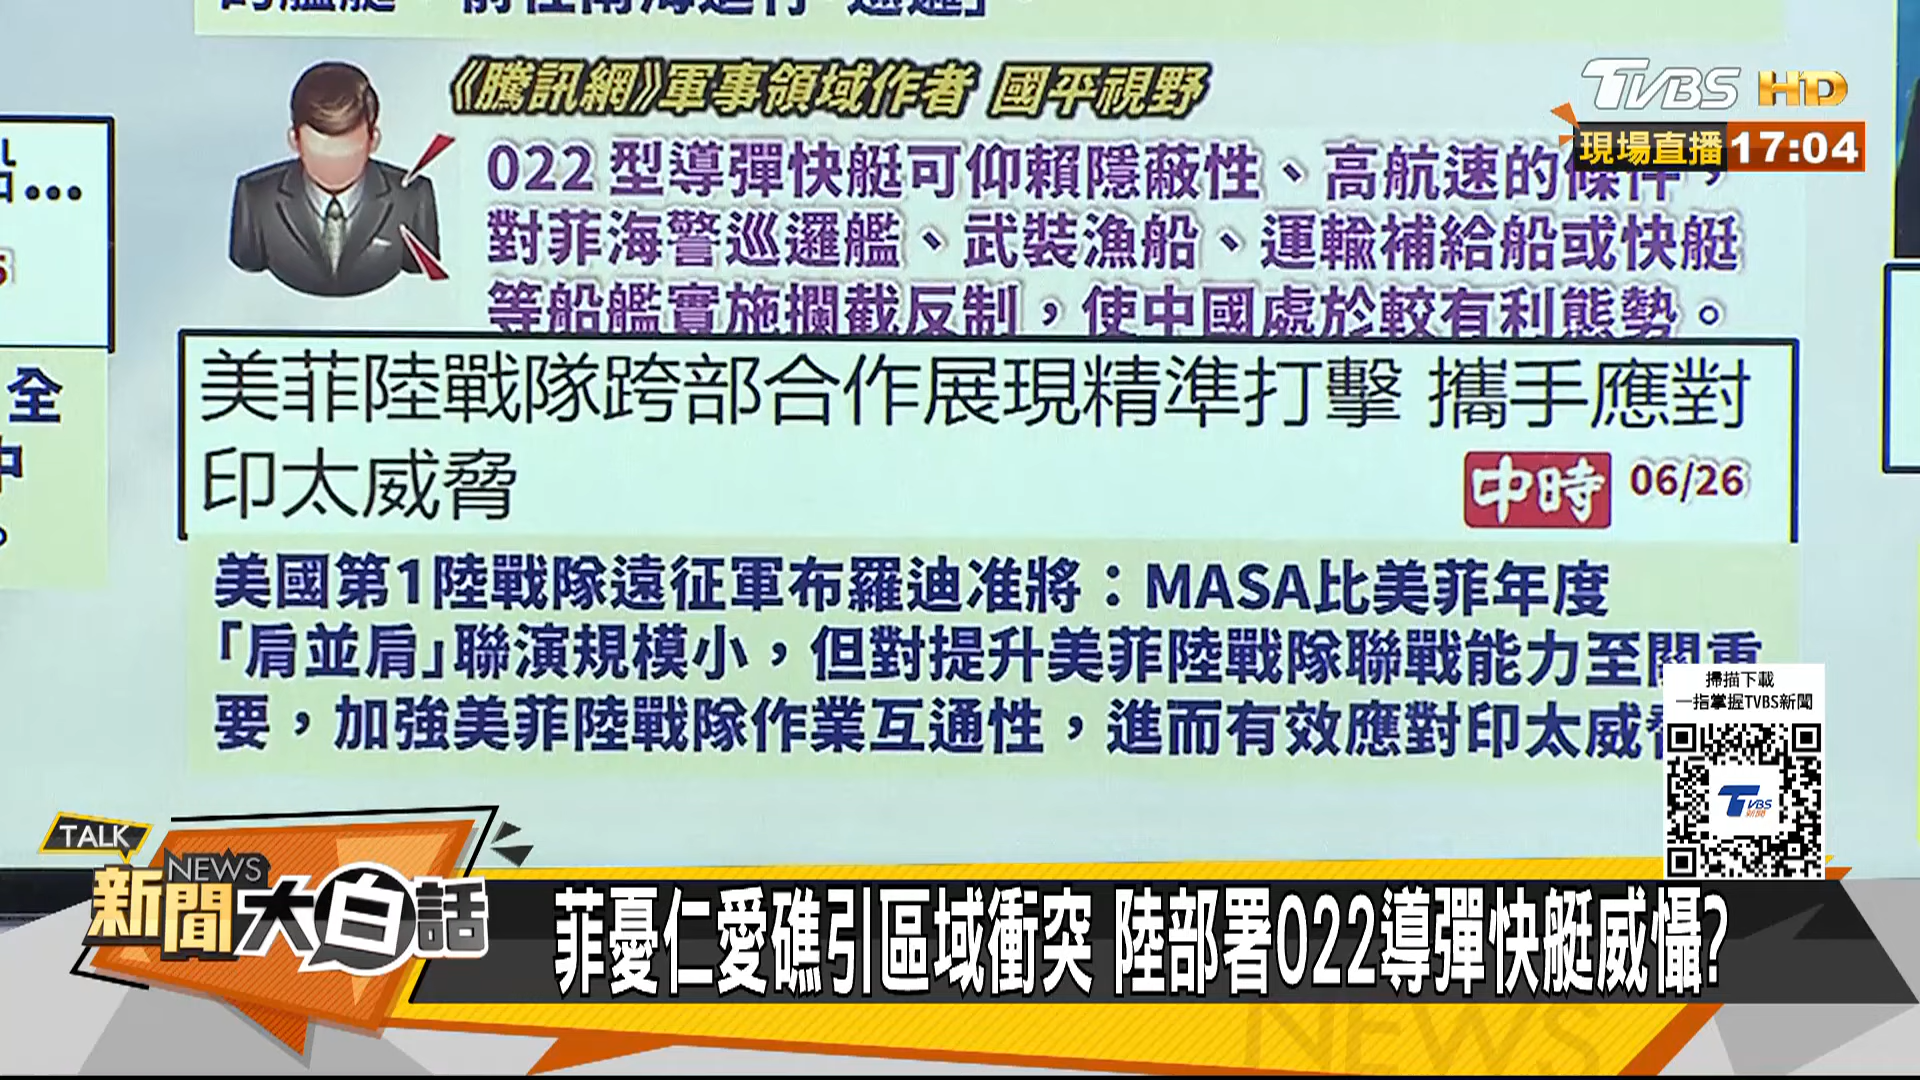 《騰訊網》軍事領域作者 國平視野
TVBS HD
現場直播 17:04
022 型導彈快艇可仰賴隱蔽性、高航速的條件，
對菲海警巡邏艦、武裝漁船、運輸補給船或快艇
等船艦實施攔截反制，使中國處於較有利態勢。
美菲陸戰隊跨部合作展現精準打擊 攜手應對
印太威脅
中時 06/26
美國第1陸戰隊遠征軍布羅迪准將：MASA比美菲年度
「肩並肩」聯演規模小，但對提升美菲陸戰隊聯戰能力至關重
要，加強美菲陸戰隊作業互通性，進而有效應對印太威
全
中
掃描下載
一指掌握TVBS新聞
TVBS
新聞
TALK
NEWS
新聞大白話
菲憂仁愛礁引區域衝突 陸部署022導彈快艇威懾?
NEWS